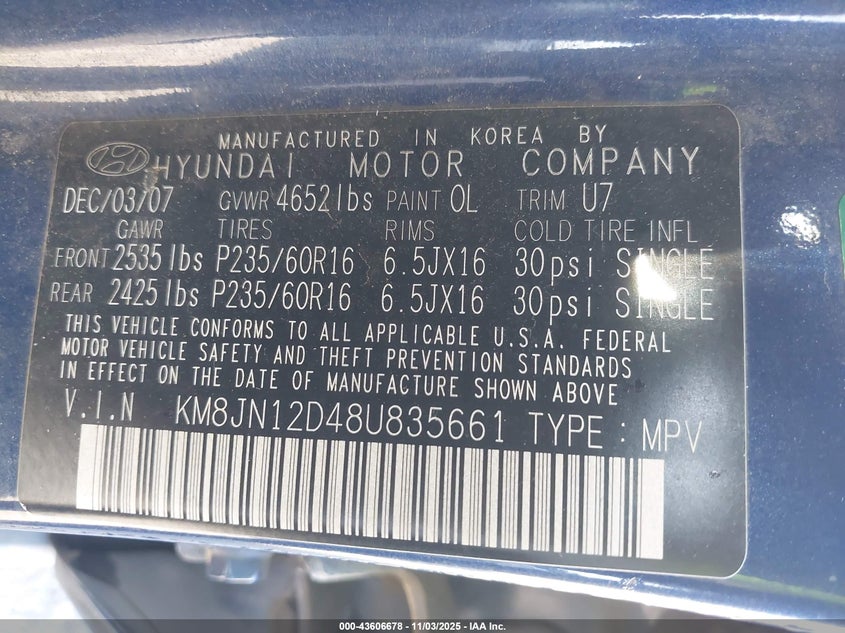 MANUFACTURED IN KOREA BY
HYUNDAI MOTOR COMPANY
DEC/03/07 GVWR 4652lbs PAINT OL TRIM U7
GAWR TIRES RIMS COLD TIRE INFL
FRONT 2535lbs P235/60R16 6.5JX16 30psi SINGLE
REAR 2425lbs P235/60R16 6.5JX16 30psi SINGLE
THIS VEHICLE CONFORMS TO ALL APPLICABLE U.S.A. FEDERAL
MOTOR VEHICLE SAFETY AND THEFT PREVENTION STANDARDS
IN EFFECT ON THE DATE OF MANUFACTURE SHOWN ABOVE
V.I.N KM8JN12D48U835661 TYPE : MPV
000-43606678 - 11/03/2025 - IAA Inc.